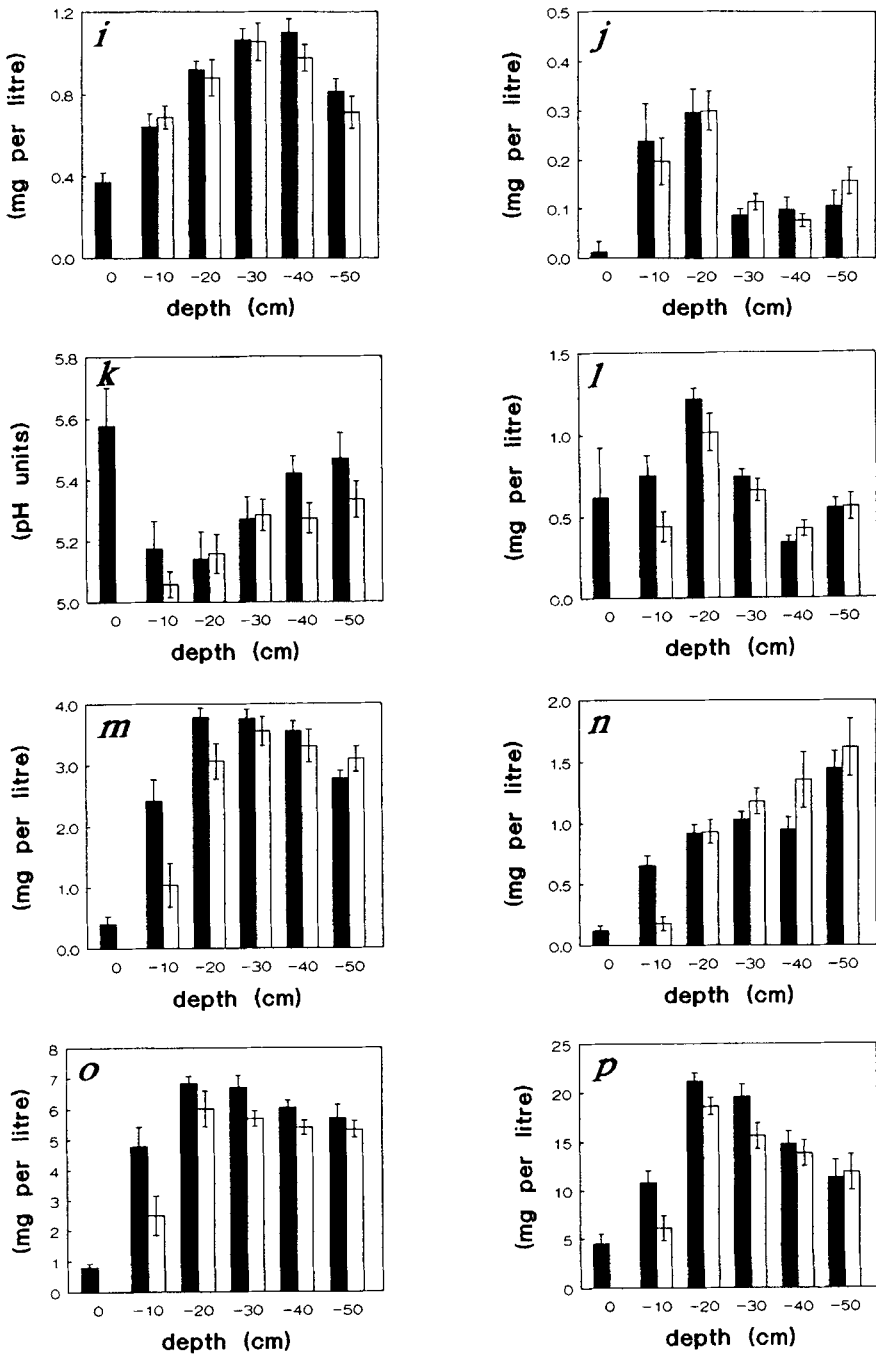 i
(mg per litre)
1.2
0.8
0.4
0.0
0 -10 -20 -30 -40 -50
depth (cm)
j
(mg per litre)
0.5
0.4
0.3
0.2
0.1
0.0
0 -10 -20 -30 -40 -50
depth (cm)
k
(pH units)
5.8
5.6
5.4
5.2
5.0
0 -10 -20 -30 -40 -50
depth (cm)
l
(mg per litre)
1.5
1.0
0.5
0.0
0 -10 -20 -30 -40 -50
depth (cm)
m
(mg per litre)
4.0
3.0
2.0
1.0
0.0
0 -10 -20 -30 -40 -50
depth (cm)
n
(mg per litre)
2.0
1.5
1.0
0.5
0.0
0 -10 -20 -30 -40 -50
depth (cm)
o
(mg per litre)
8
7
6
5
4
3
2
1
0
0 -10 -20 -30 -40 -50
depth (cm)
p
(mg per litre)
25
20
15
10
5
0
0 -10 -20 -30 -40 -50
depth (cm)